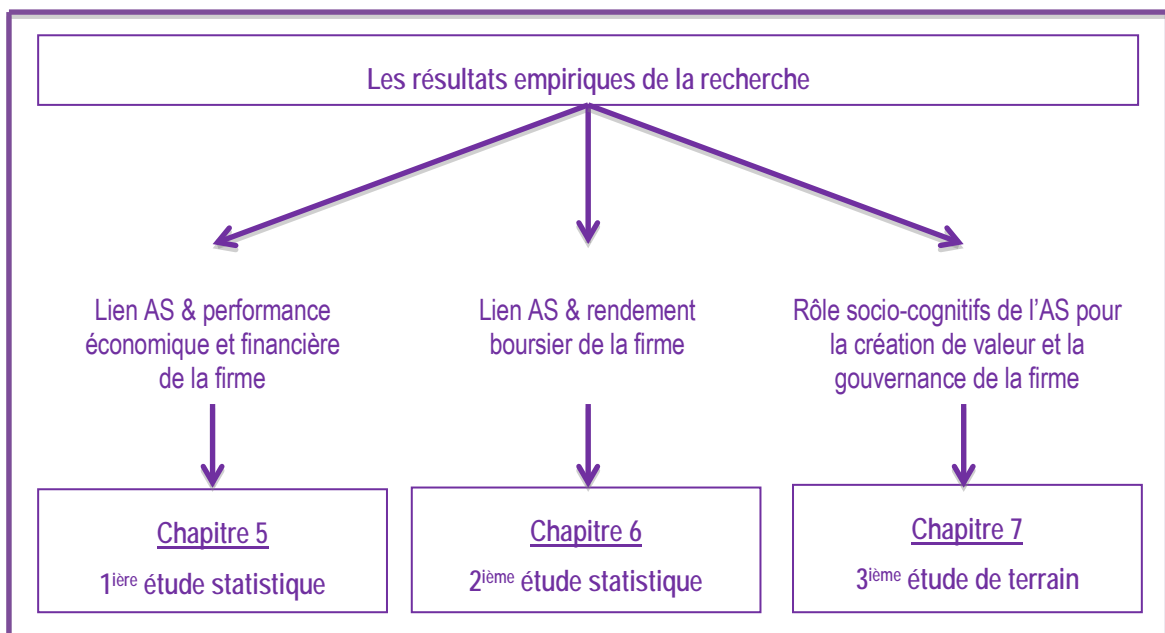 Les résultats empiriques de la recherche
Lien AS & performance
économique et financière
de la firme
Lien AS & rendement
boursier de la firme
Rôle socio-cognitifs de l'AS pour
la création de valeur et la
gouvernance de la firme
Chapitre 5
1ière étude statistique
Chapitre 6
2ième étude statistique
Chapitre 7
3ième étude de terrain